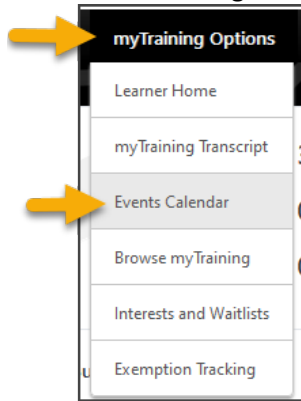 myTraining Options
Learner Home
myTraining Transcript
Events Calendar
Browse myTraining
Interests and Waitlists
Exemption Tracking